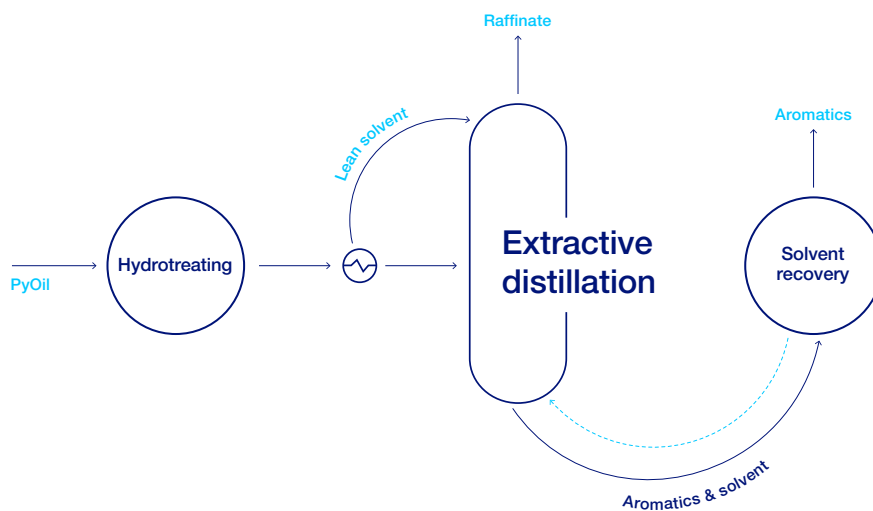 Raffinate
Aromatics
Lean solvent
PyOil
Hydrotreating
Extractive
distillation
Solvent
recovery
Aromatics & solvent